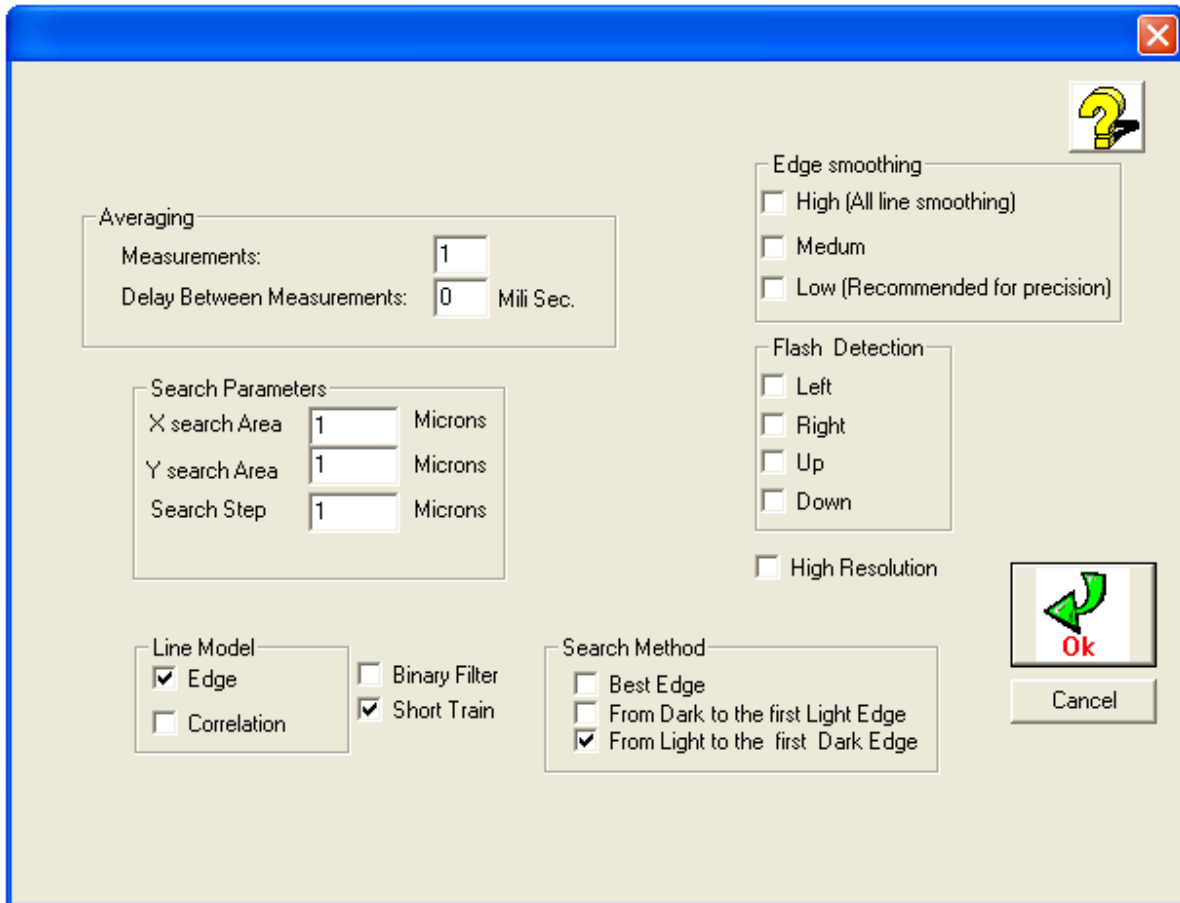 Averaging
Measurements: 1
Delay Between Measurements: 0 Mili Sec.
Search Parameters
X search Area 1 Microns
Y search Area 1 Microns
Search Step 1 Microns
Edge smoothing
High (All line smoothing)
Medum
Low (Recommended for precision)
Flash Detection
Left
Right
Up
Down
High Resolution
Line Model
Edge
Correlation
Binary Filter
Short Train
Search Method
Best Edge
From Dark to the first Light Edge
From Light to the first Dark Edge
Ok
Cancel